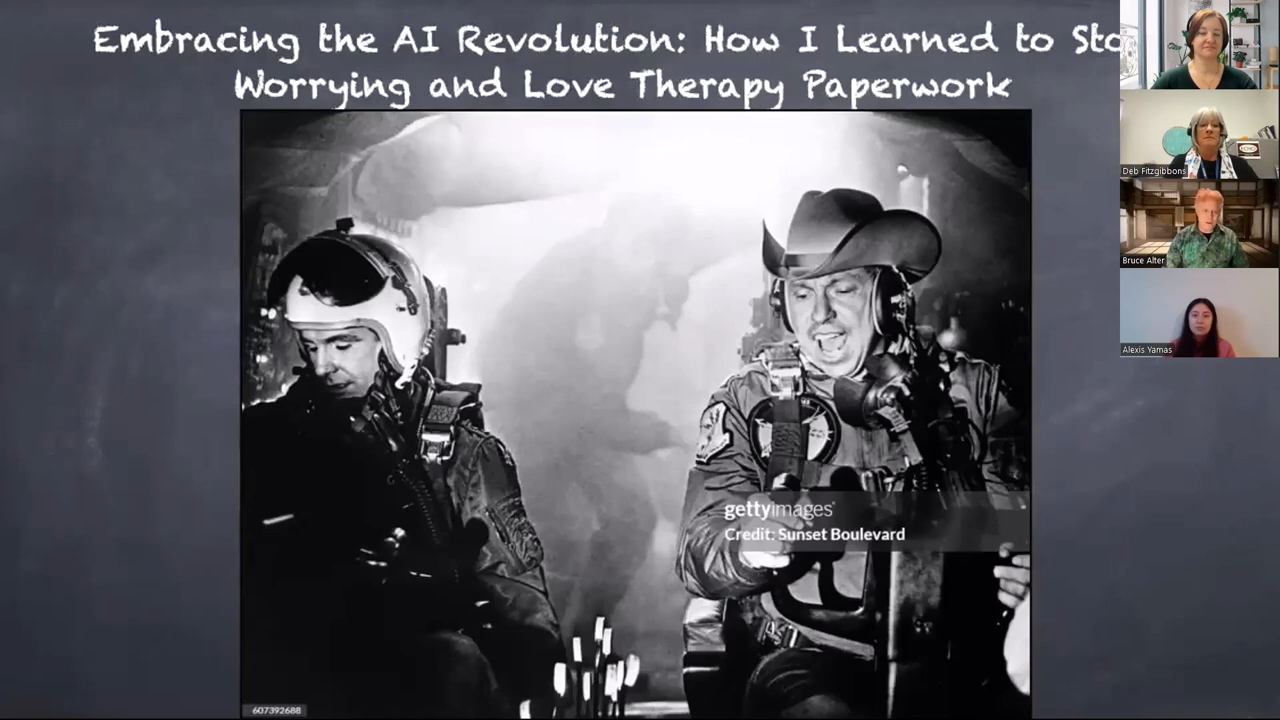 Embracing the AI Revolution: How I Learned to Sto
Worrying and Love Therapy Paperwork
gettyimages®
Credit: Sunset Boulevard
607392688
Deb Fitzgibbons
Bruce Alter
Alexis Yamas